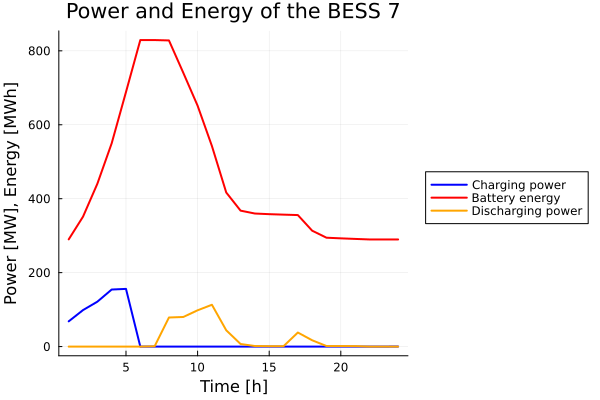 Power and Energy of the BESS 7
Power [MW], Energy [MWh]
800
600
400
200
0
5
10
15
20
Time [h]
Charging power
Battery energy
Discharging power